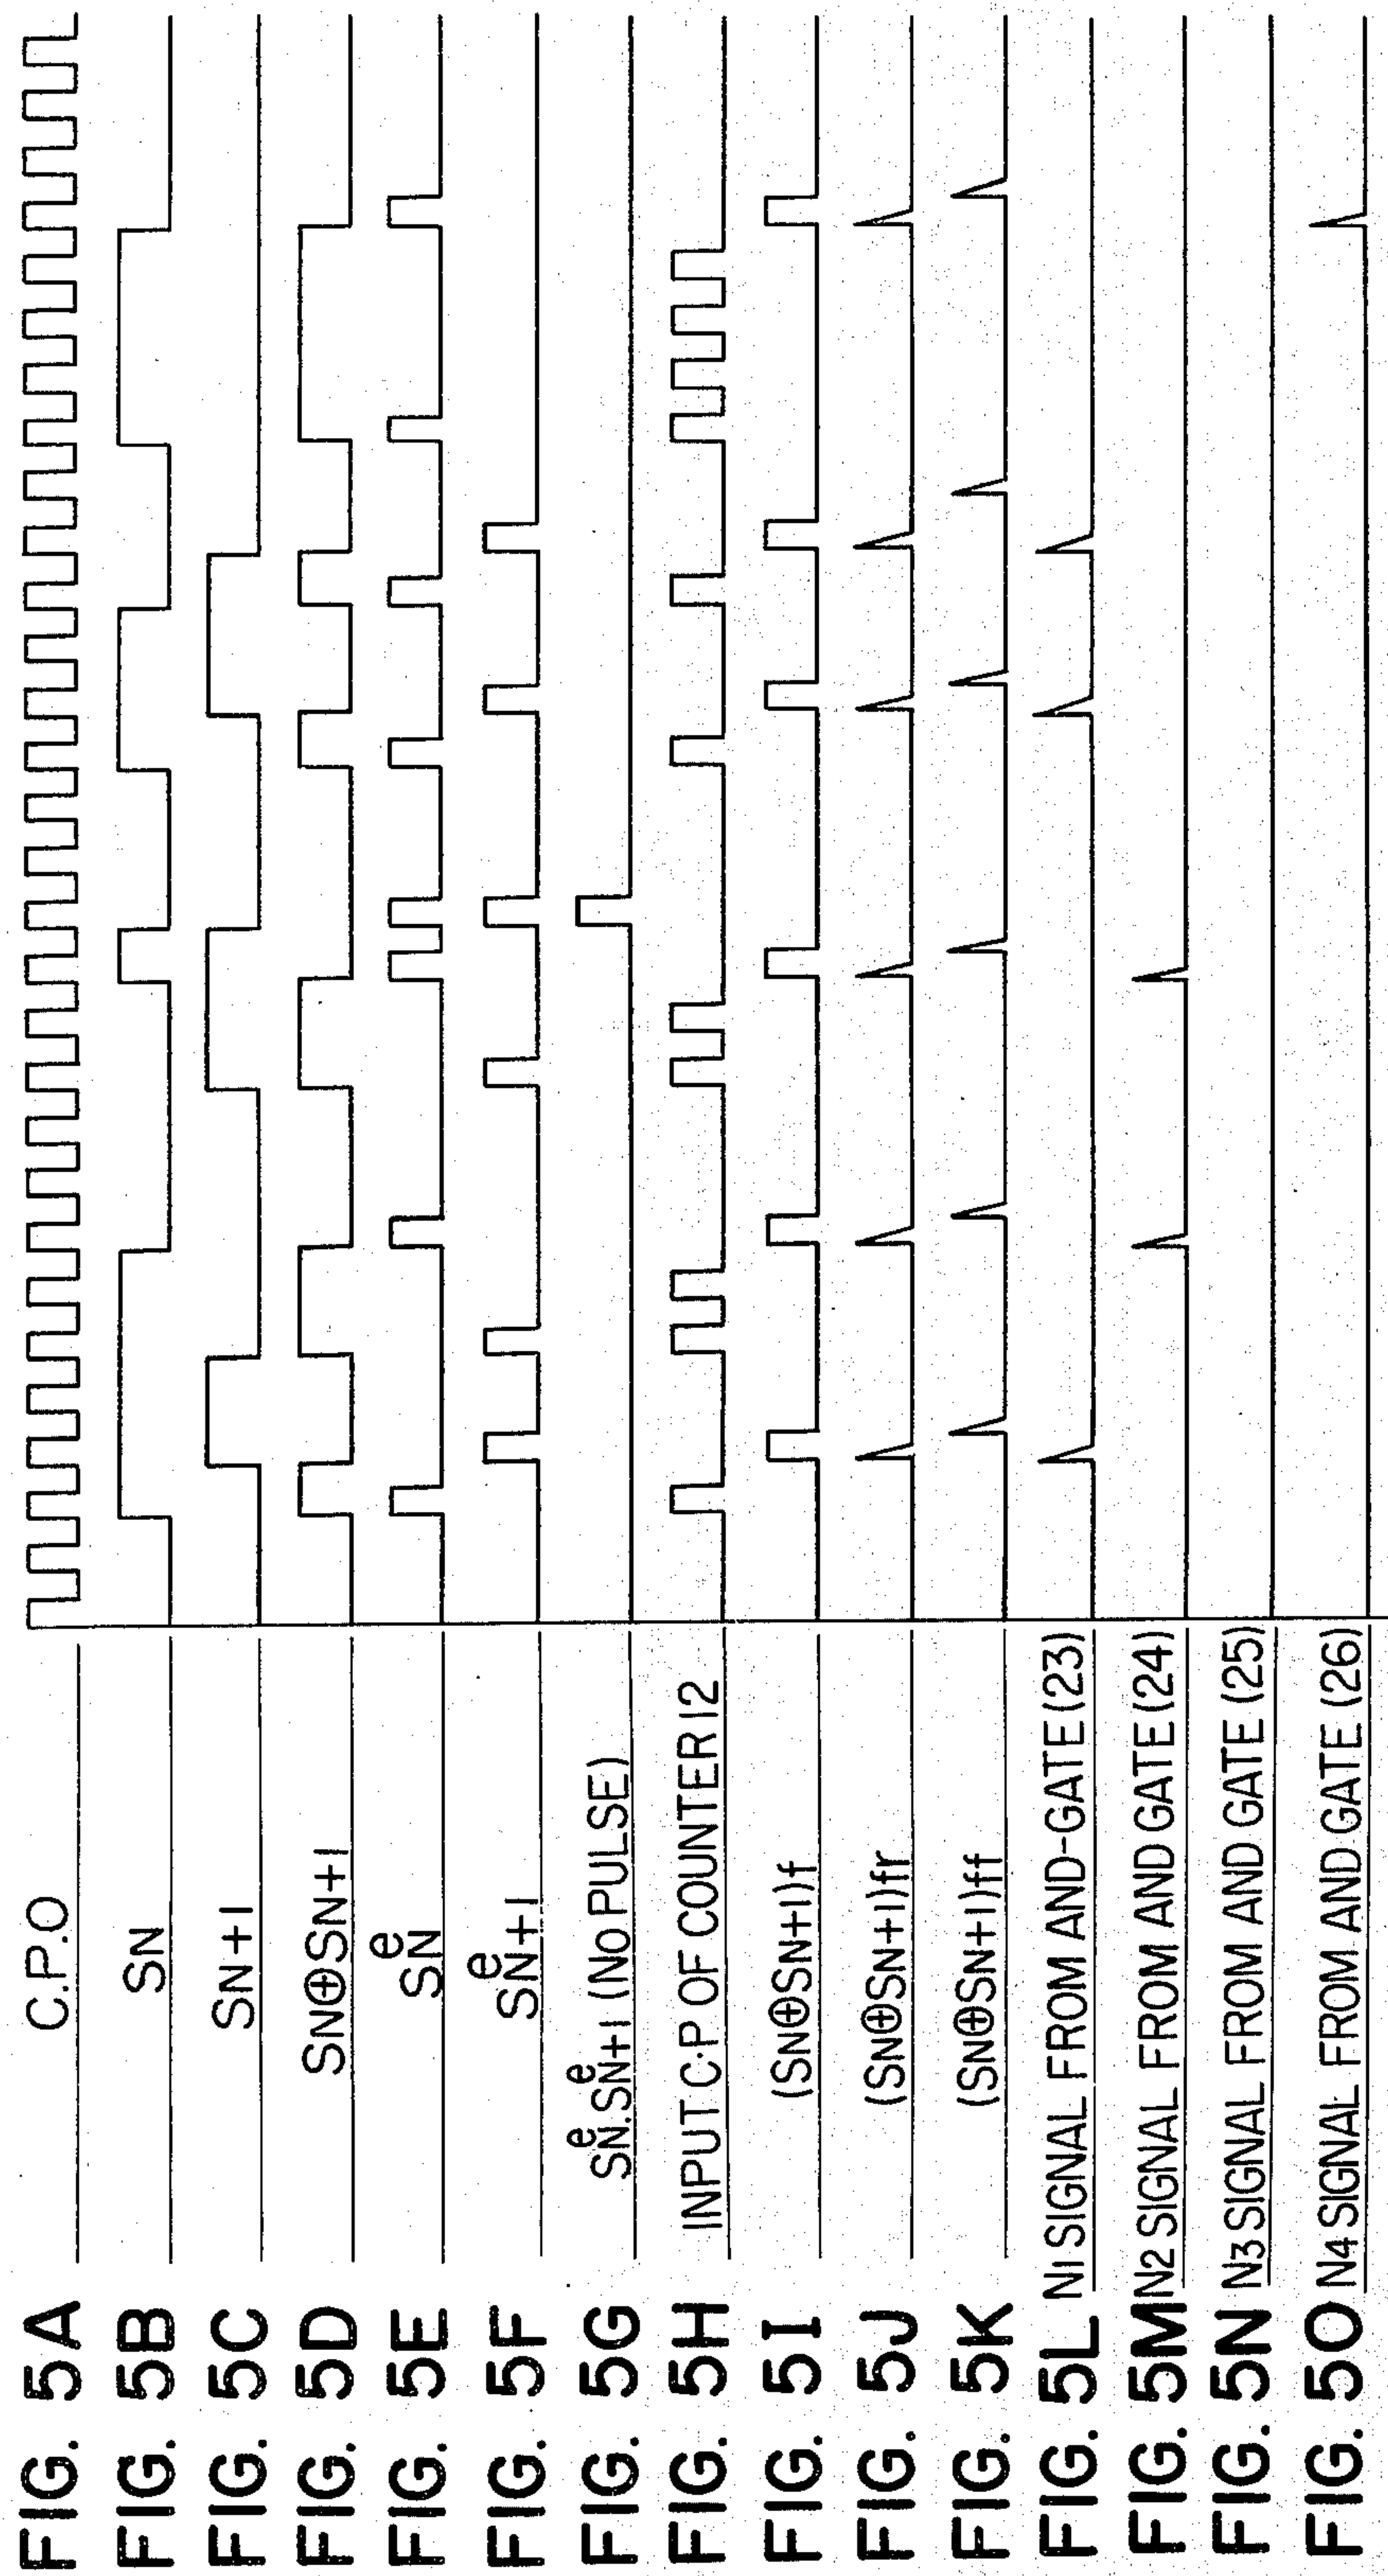 FIG. 5A C.P.O
FIG. 5B SN
FIG. 5C SN+1
FIG. 5D SN⊕SN+1
FIG. 5E SNᵉ
FIG. 5F SN+1ᵉ
FIG. 5G SNᵉ.SN+1ᵉ (NO PULSE)
FIG. 5H INPUT C·P OF COUNTER 12
FIG. 5I (SN⊕SN+1)f
FIG. 5J (SN⊕SN+1)fr
FIG. 5K (SN⊕SN+1)ff
FIG. 5L N1 SIGNAL FROM AND-GATE (23)
FIG. 5M N2 SIGNAL FROM AND GATE (24)
FIG. 5N N3 SIGNAL FROM AND GATE (25)
FIG. 5O N4 SIGNAL FROM AND GATE (26)